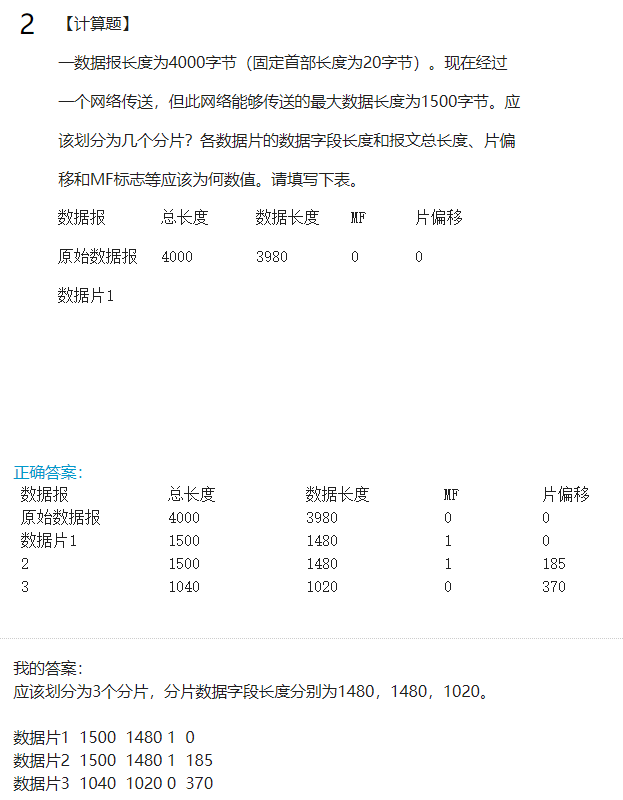 2 【计算题】
一数据报长度为4000字节（固定首部长度为20字节）。现在经过
一个网络传送，但此网络能够传送的最大数据长度为1500字节。应
该划分为几个分片？各数据片的数据字段长度和报文总长度、片偏
移和MF标志等应该为何数值。请填写下表。
数据报 总长度 数据长度 MF 片偏移
原始数据报 4000 3980 0 0
数据片1
正确答案：
数据报 总长度 数据长度 MF 片偏移
原始数据报 4000 3980 0 0
数据片1 1500 1480 1 0
2 1500 1480 1 185
3 1040 1020 0 370
我的答案：
应该划分为3个分片，分片数据字段长度分别为1480，1480，1020。
数据片1 1500 1480 1 0
数据片2 1500 1480 1 185
数据片3 1040 1020 0 370